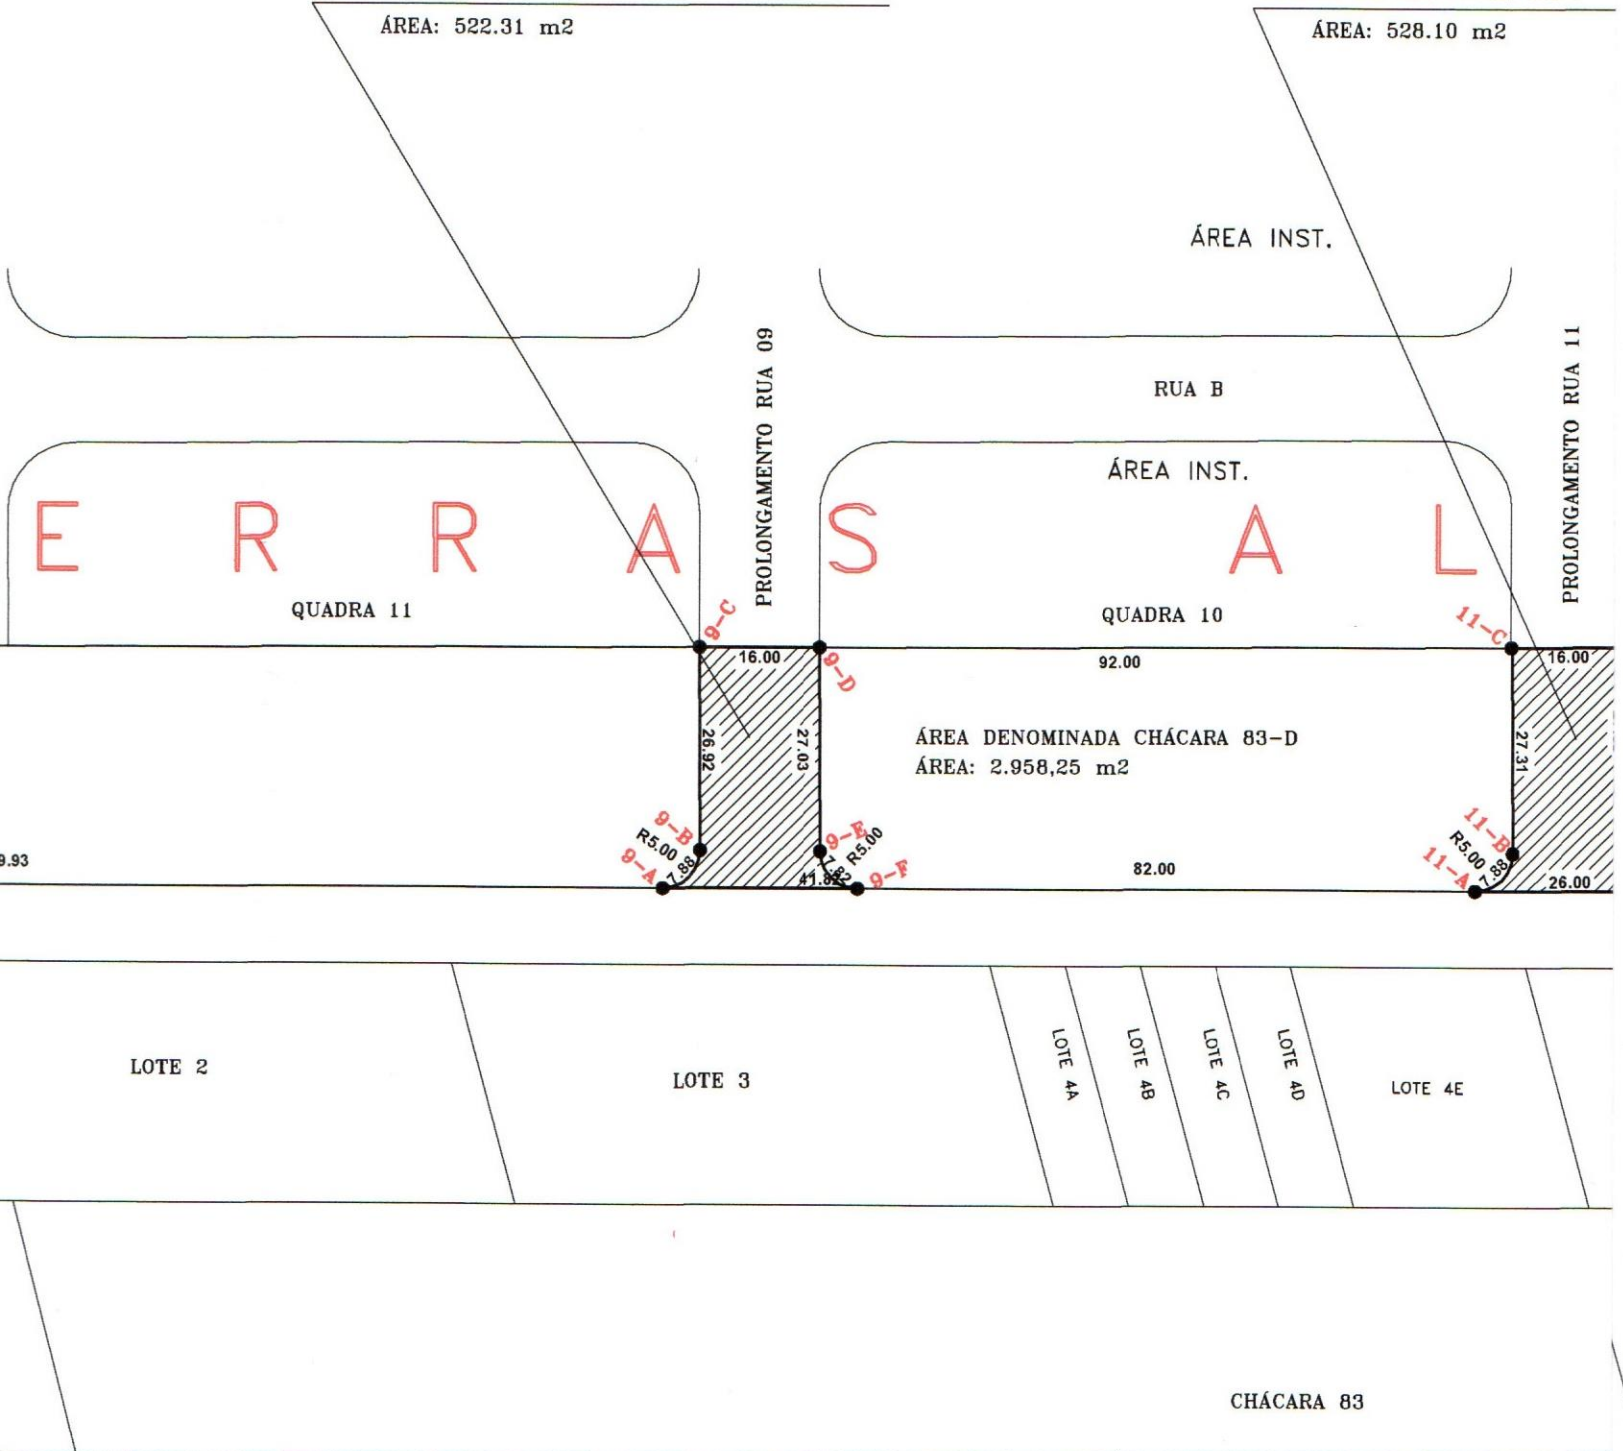 ÁREA: 522.31 m2
ÁREA: 528.10 m2
ÁREA INST.
PROLONGAMENTO RUA 09
PROLONGAMENTO RUA 11
RUA B
ÁREA INST.
E R R A S A L
QUADRA 11
QUADRA 10
9-C
11-C
16.00
9-D
92.00
16.00
26.92
27.03
27.31
ÁREA DENOMINADA CHÁCARA 83-D
ÁREA: 2.958,25 m2
9-B
R5.00
9-A
7.88
9-E
R5.00
7.82
9-F
11-B
R5.00
11-A
7.88
9.93
82.00
26.00
LOTE 2
LOTE 3
LOTE 4A
LOTE 4B
LOTE 4C
LOTE 4D
LOTE 4E
CHÁCARA 83